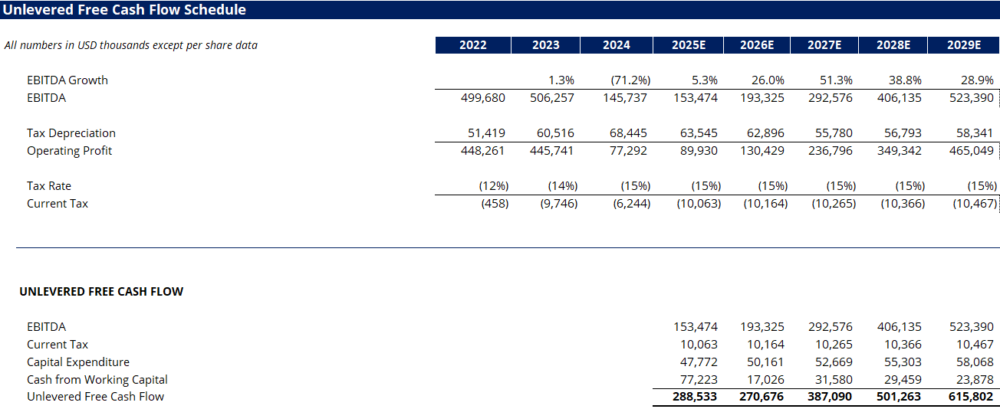 Unlevered Free Cash Flow Schedule
All numbers in USD thousands except per share data 2022 2023 2024 2025E 2026E 2027E 2028E 2029E
EBITDA Growth 1.3% (71.2%) 5.3% 26.0% 51.3% 38.8% 28.9%
EBITDA 499,680 506,257 145,737 153,474 193,325 292,576 406,135 523,390
Tax Depreciation 51,419 60,516 68,445 63,545 62,896 55,780 56,793 58,341
Operating Profit 448,261 445,741 77,292 89,930 130,429 236,796 349,342 465,049
Tax Rate (12%) (14%) (15%) (15%) (15%) (15%) (15%) (15%)
Current Tax (458) (9,746) (6,244) (10,063) (10,164) (10,265) (10,366) (10,467)
UNLEVERED FREE CASH FLOW
EBITDA 153,474 193,325 292,576 406,135 523,390
Current Tax 10,063 10,164 10,265 10,366 10,467
Capital Expenditure 47,772 50,161 52,669 55,303 58,068
Cash from Working Capital 77,223 17,026 31,580 29,459 23,878
Unlevered Free Cash Flow 288,533 270,676 387,090 501,263 615,802